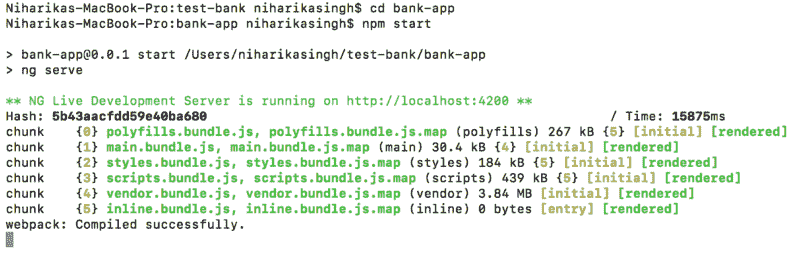 Niharikas-MacBook-Pro:test-bank niharikasingh$ cd bank-app
Niharikas-MacBook-Pro:bank-app niharikasingh$ npm start
> bank-app@0.0.1 start /Users/niharikasingh/test-bank/bank-app
> ng serve
** NG Live Development Server is running on http://localhost:4200 **
Hash: 5b43aacfdd59e40ba680 / Time: 15875ms
chunk {0} polyfills.bundle.js, polyfills.bundle.js.map (polyfills) 267 kB {5} [initial] [rendered]
chunk {1} main.bundle.js, main.bundle.js.map (main) 30.4 kB {4} [initial] [rendered]
chunk {2} styles.bundle.js, styles.bundle.js.map (styles) 184 kB {5} [initial] [rendered]
chunk {3} scripts.bundle.js, scripts.bundle.js.map (scripts) 439 kB {5} [initial] [rendered]
chunk {4} vendor.bundle.js, vendor.bundle.js.map (vendor) 3.84 MB [initial] [rendered]
chunk {5} inline.bundle.js, inline.bundle.js.map (inline) 0 bytes [entry] [rendered]
webpack: Compiled successfully.